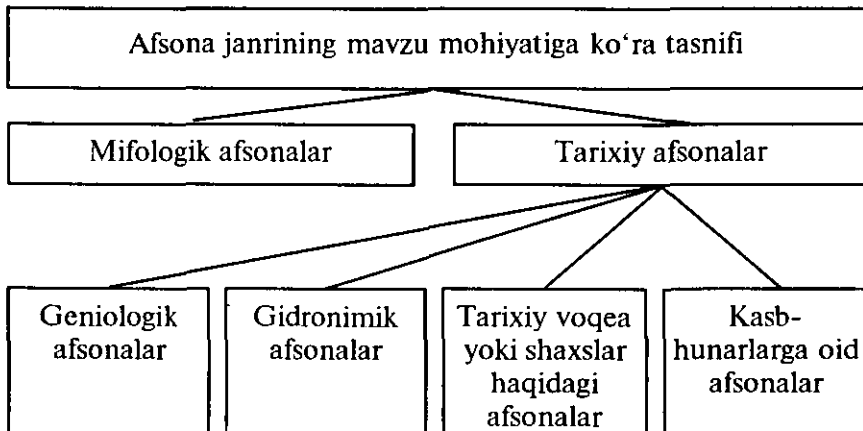 Afsona janrining mavzu mohiyatiga ko‘ra tasnifi
Mifologik afsonalar
Tarixiy afsonalar
Geniologik
afsonalar
Gidronimik
afsonalar
Tarixiy voqea
yoki shaxslar
haqidagi
afsonalar
Kasb-
hunarlarga oid
afsonalar